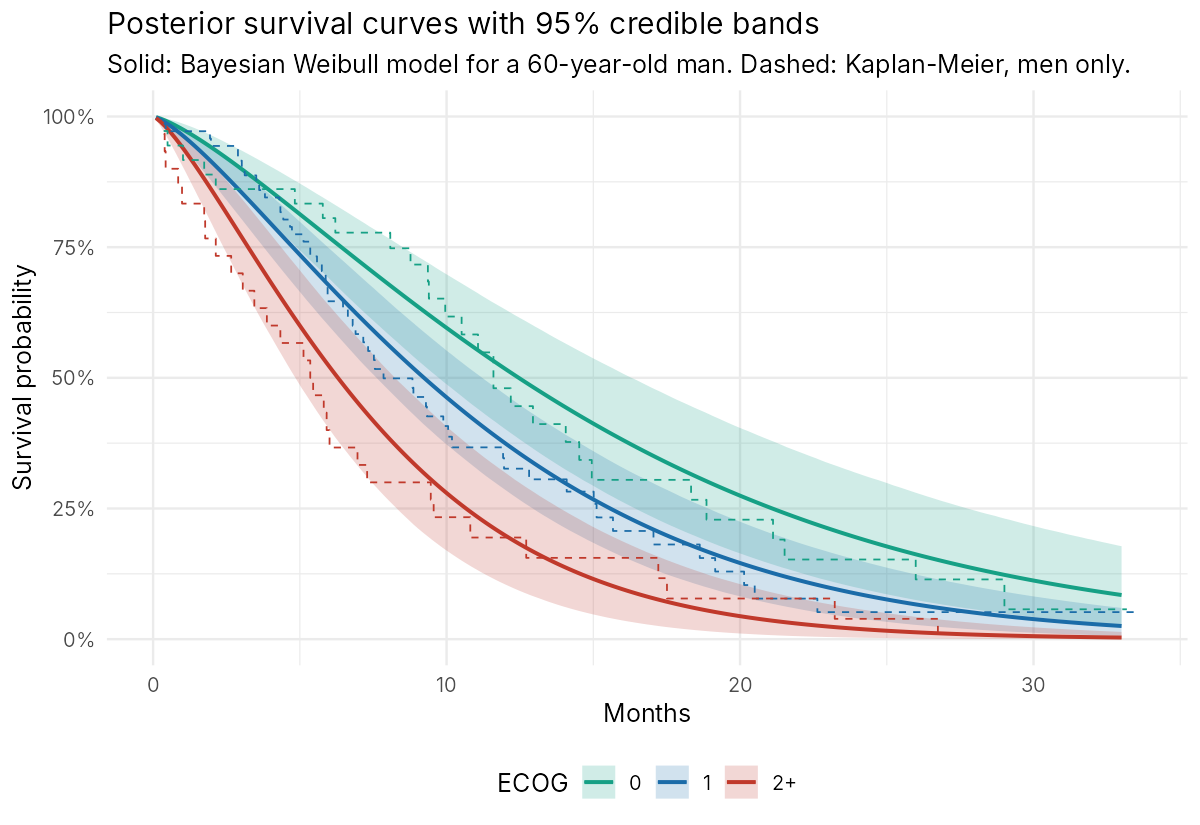 Posterior survival curves with 95% credible bands
Solid: Bayesian Weibull model for a 60-year-old man. Dashed: Kaplan-Meier, men only.
100%
75%
50%
25%
0%
Survival probability
0 10 20 30
Months
ECOG 0 1 2+